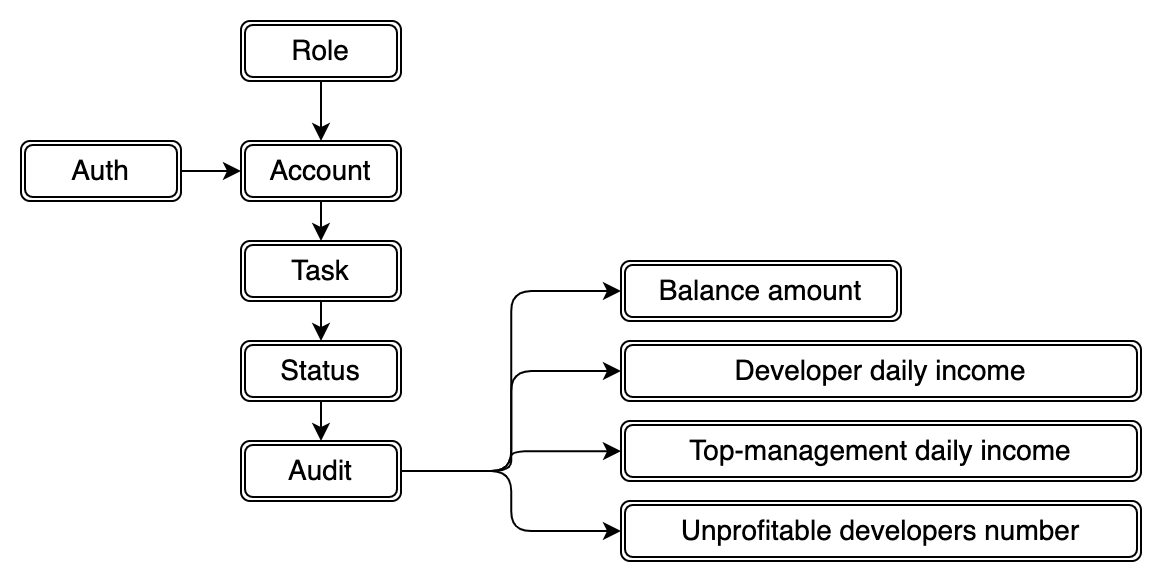 Role
Auth
Account
Task
Balance amount
Status
Developer daily income
Top-management daily income
Audit
Unprofitable developers number